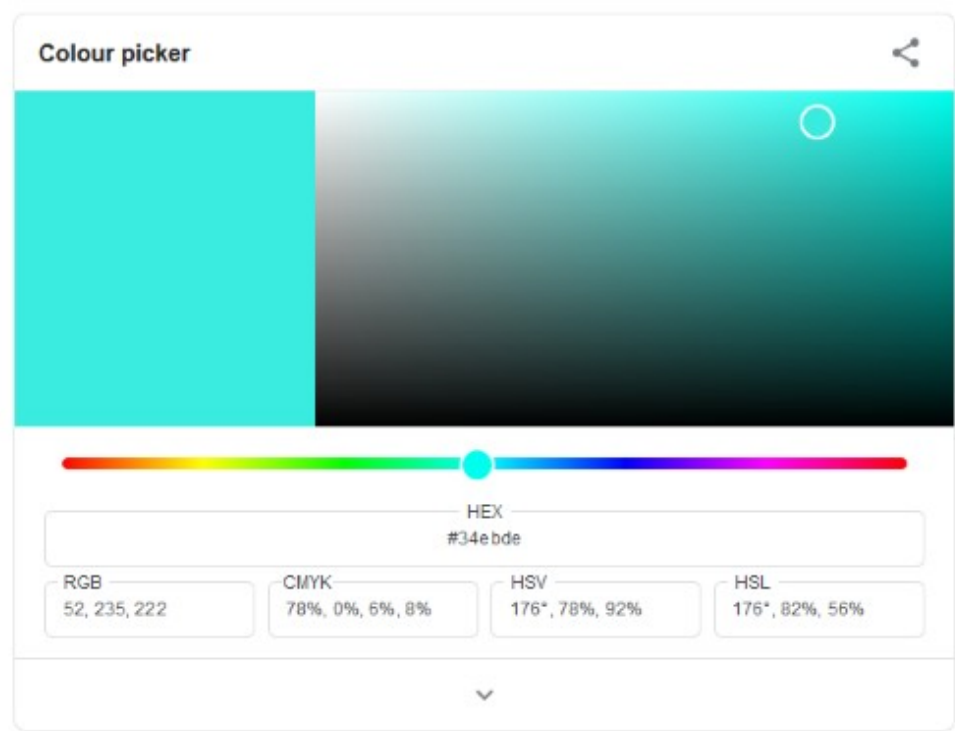 Colour picker
HEX
#34ebde
RGB
52, 235, 222
CMYK
78%, 0%, 6%, 8%
HSV
176°, 78%, 92%
HSL
176°, 82%, 56%